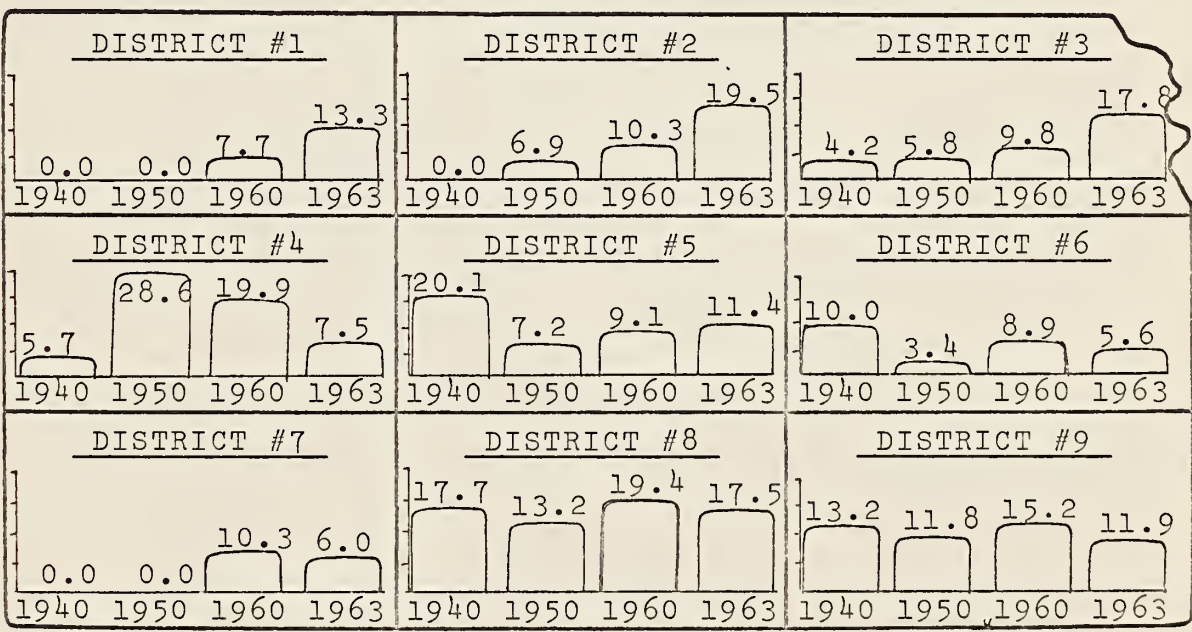 DISTRICT #1
13.3
7.7
0.0 0.0
1940 1950 1960 1963
DISTRICT #2
19.5
10.3
6.9
0.0
1940 1950 1960 1963
DISTRICT #3
17.8
9.8
4.2 5.8
1940 1950 1960 1963
DISTRICT #4
28.6 19.9
5.7 7.5
1940 1950 1960 1963
DISTRICT #5
20.1
11.4
7.2 9.1
1940 1950 1960 1963
DISTRICT #6
10.0
8.9
3.4 5.6
1940 1950 1960 1963
DISTRICT #7
10.3 6.0
0.0 0.0
1940 1950 1960 1963
DISTRICT #8
17.7 13.2 19.4 17.5
1940 1950 1960 1963
DISTRICT #9
13.2 11.8 15.2 11.9
1940 1950 1960 1963